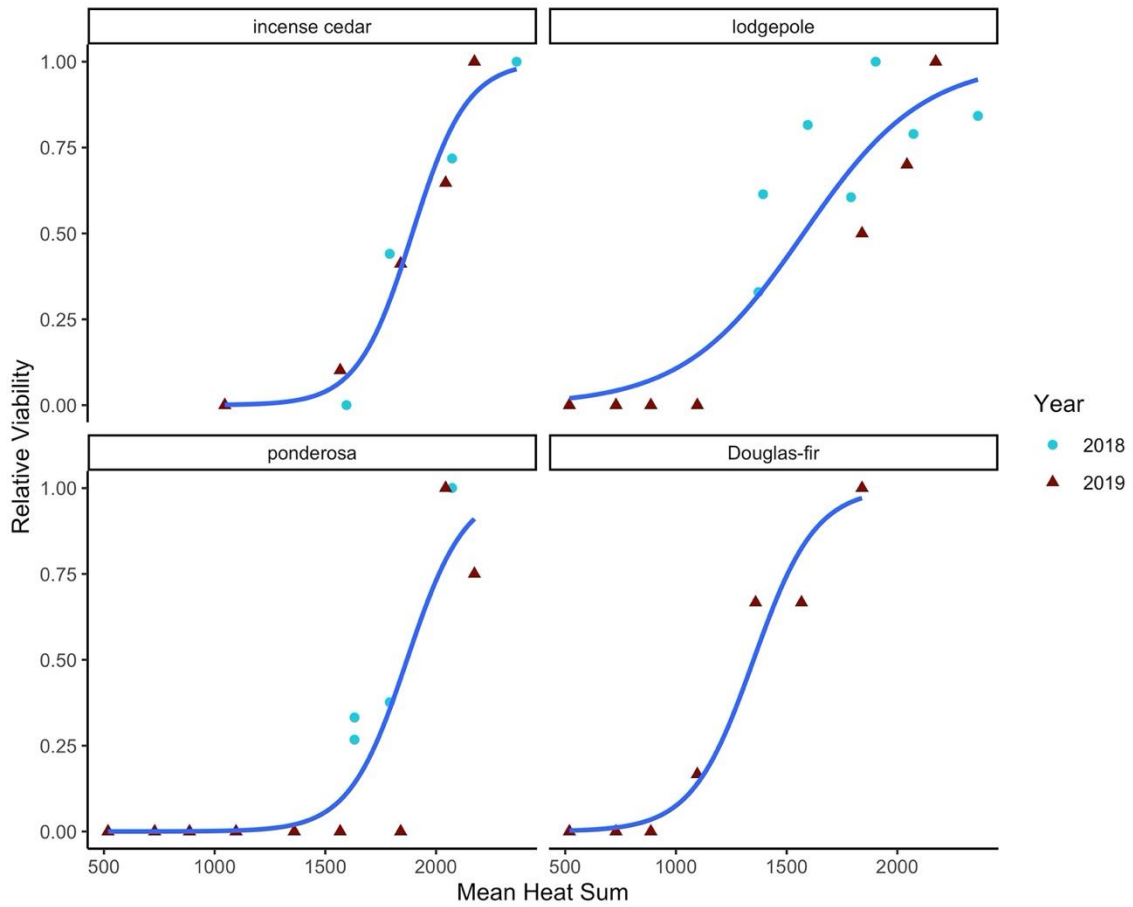 incense cedar
lodgepole
1.00
0.75
0.50
0.25
0.00
ponderosa
Douglas-fir
1.00
0.75
0.50
0.25
0.00
500 1000 1500 2000
500 1000 1500 2000
Mean Heat Sum
Relative Viability
Year
2018
2019